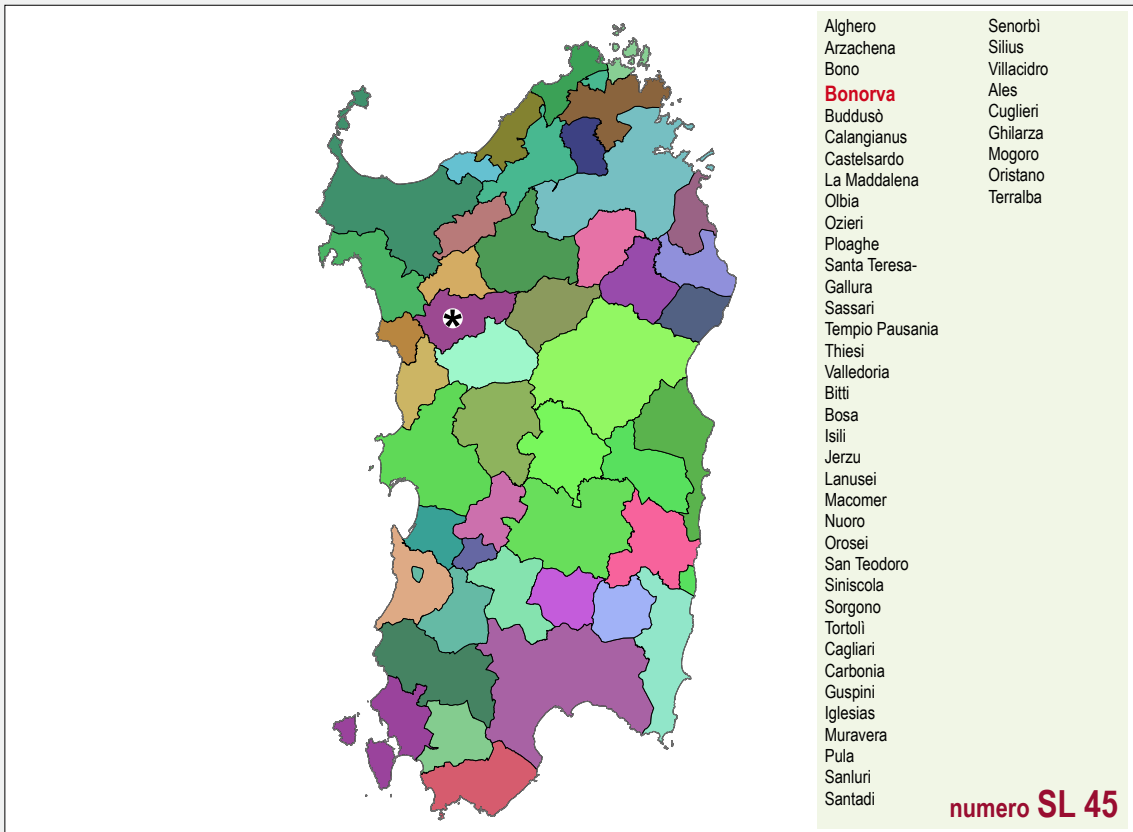 Alghero
Arzachena
Bono
Bonorva
Buddusò
Calangianus
Castelsardo
La Maddalena
Olbia
Ozieri
Ploaghe
Santa Teresa-
Gallura
Sassari
Tempio Pausania
Thiesi
Valledoria
Bitti
Bosa
Isili
Jerzu
Lanusei
Macomer
Nuoro
Orosei
San Teodoro
Siniscola
Sorgono
Tortolì
Cagliari
Carbonia
Guspini
Iglesias
Muravera
Pula
Sanluri
Santadi
Senorbì
Silius
Villacidro
Ales
Cuglieri
Ghilarza
Mogoro
Oristano
Terralba
*
numero SL 45